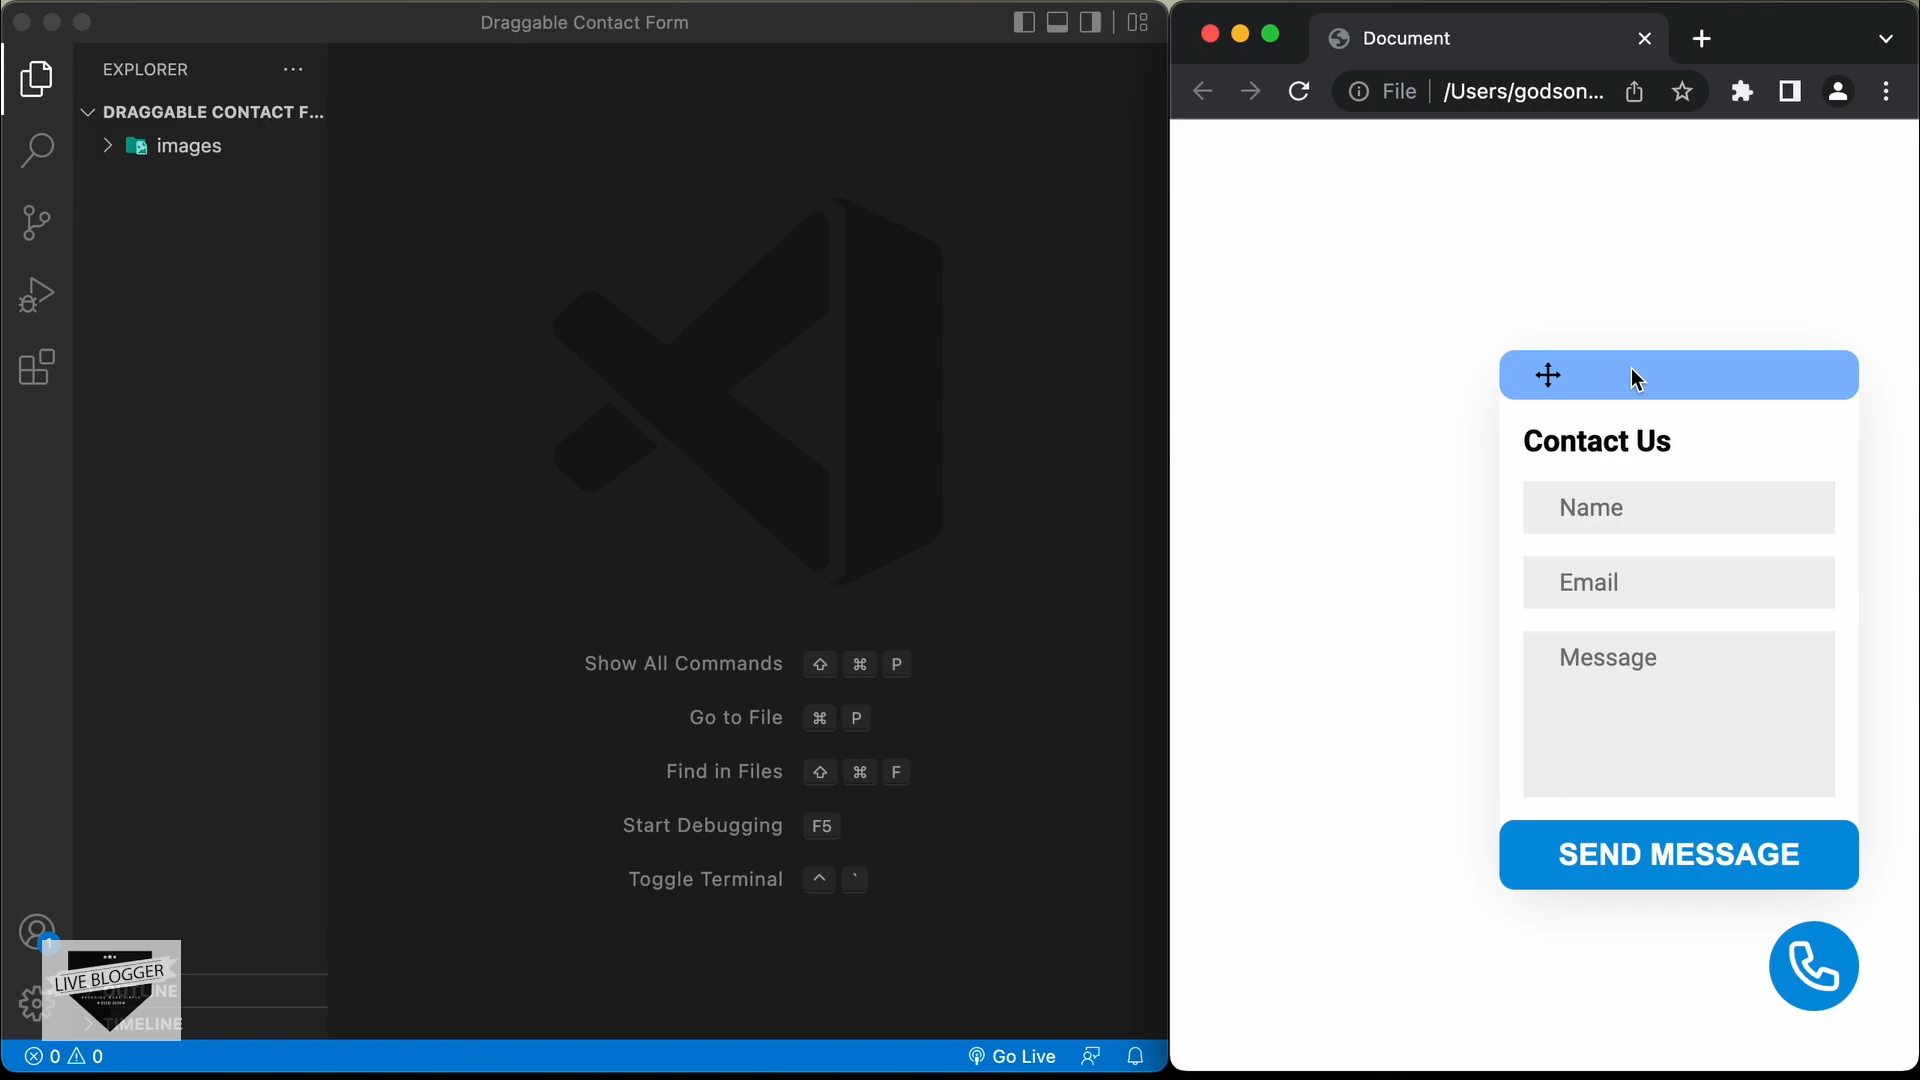 Draggable Contact Form
EXPLORER
DRAGGABLE CONTACT F...
images
Show All Commands ⇧ ⌘ P
Go to File ⌘ P
Find in Files ⇧ ⌘ F
Start Debugging F5
Toggle Terminal ^ `
1
LIVE BLOGGER
OUTLINE
TIMELINE
0 0
Go Live
Document
File /Users/godson...
Contact Us
Name
Email
Message
SEND MESSAGE